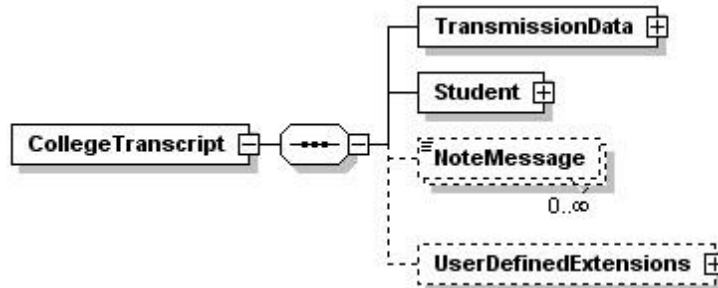 TransmissionData
Student
CollegeTranscript
NoteMessage
0..∞
UserDefinedExtensions